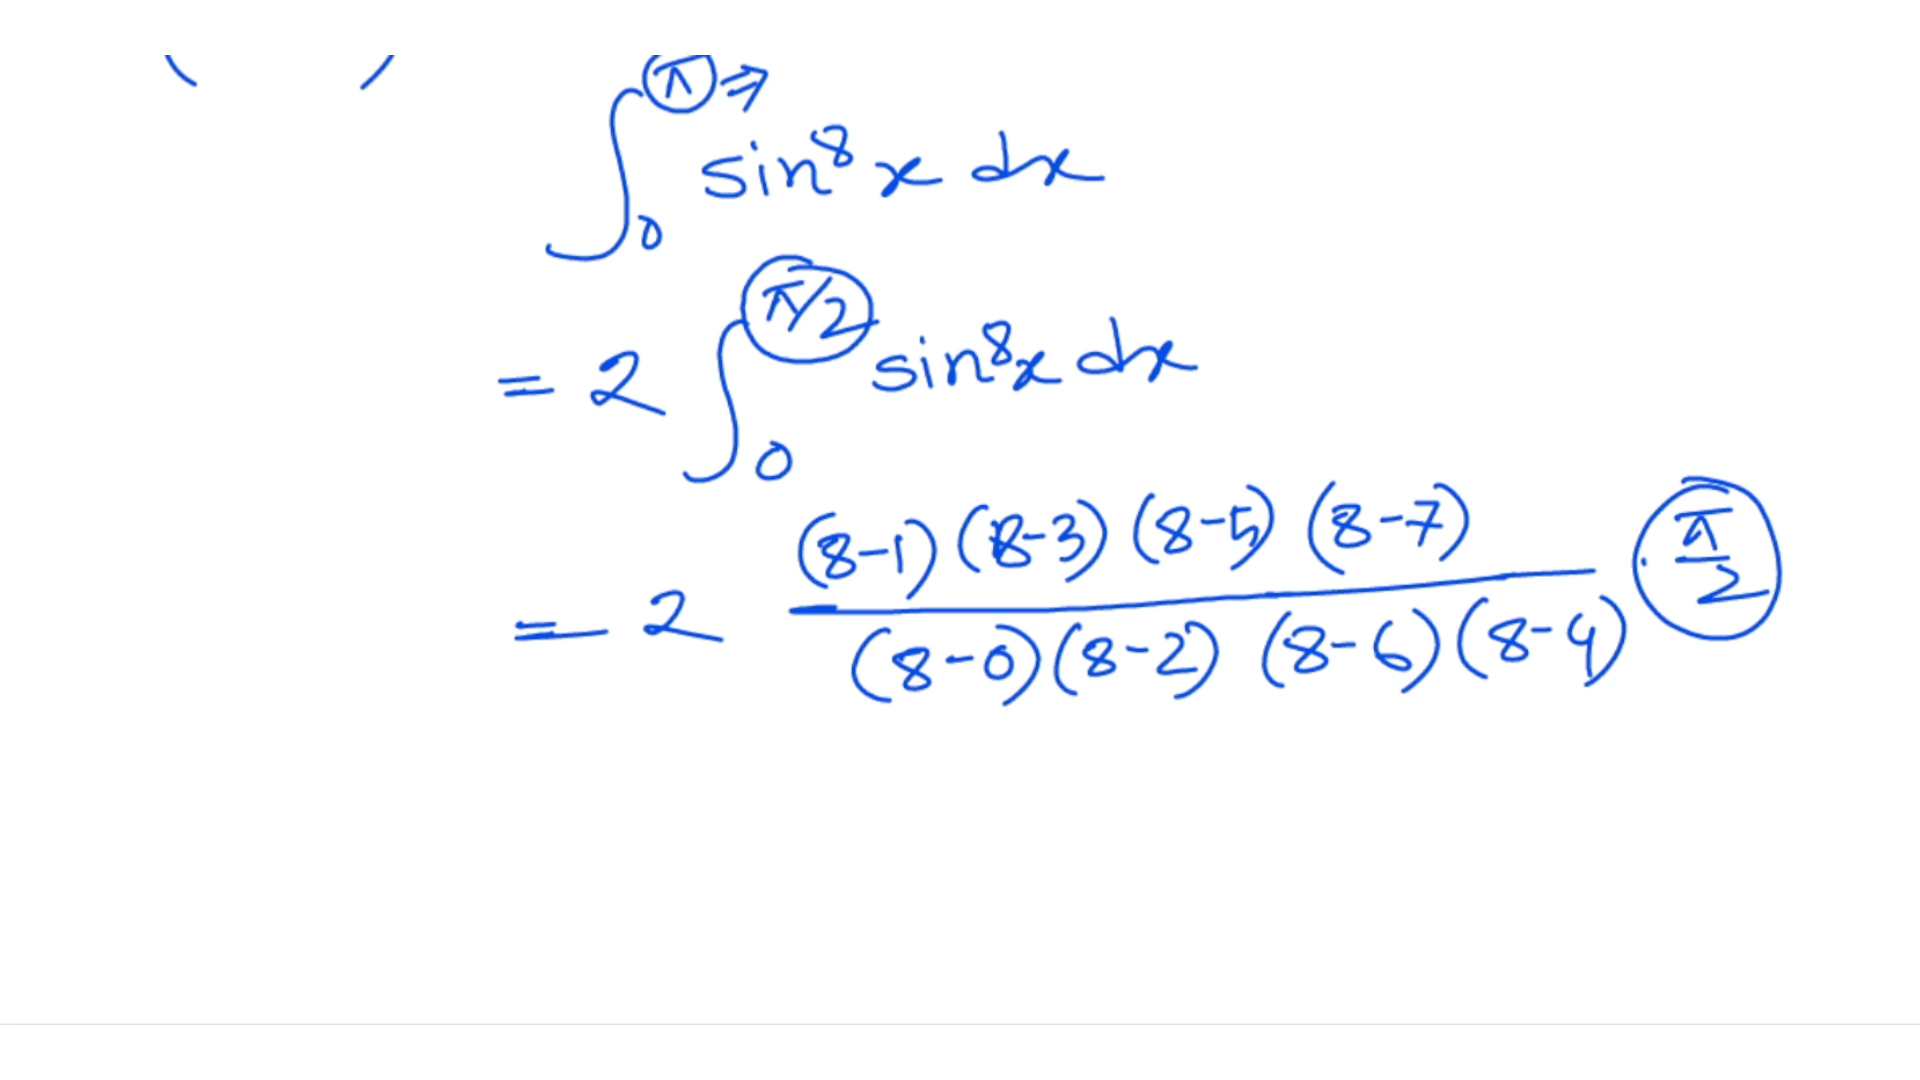 ∫₀^π sin⁸ x dx
= 2 ∫₀^(π/2) sin⁸x dx
= 2 (8-1)(8-3)(8-5)(8-7) / (8-0)(8-2)(8-6)(8-4) · π/2